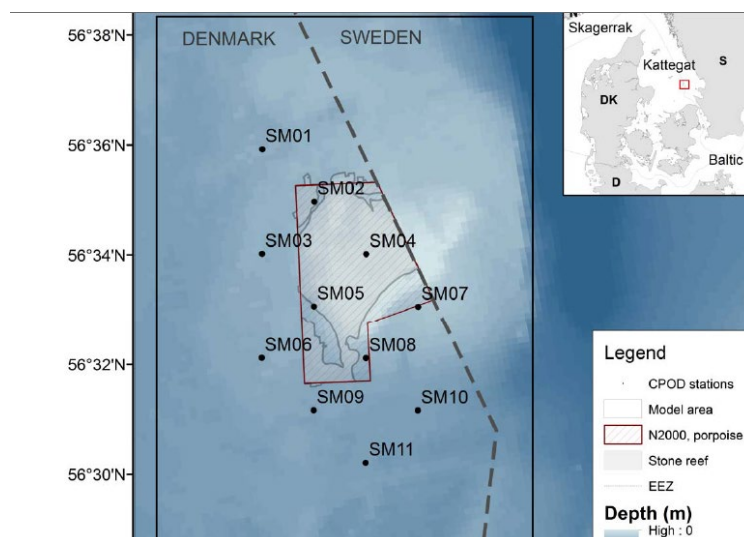 56°38'N
56°36'N
56°34'N
56°32'N
56°30'N
DENMARK
SWEDEN
SM01
SM02
SM03
SM04
SM05
SM07
SM06
SM08
SM09
SM10
SM11
N
Skagerrak
Kattegat
S
DK
Baltic
D
Legend
CPOD stations
Model area
N2000, porpoise
Stone reef
EEZ
Depth (m)
High : 0